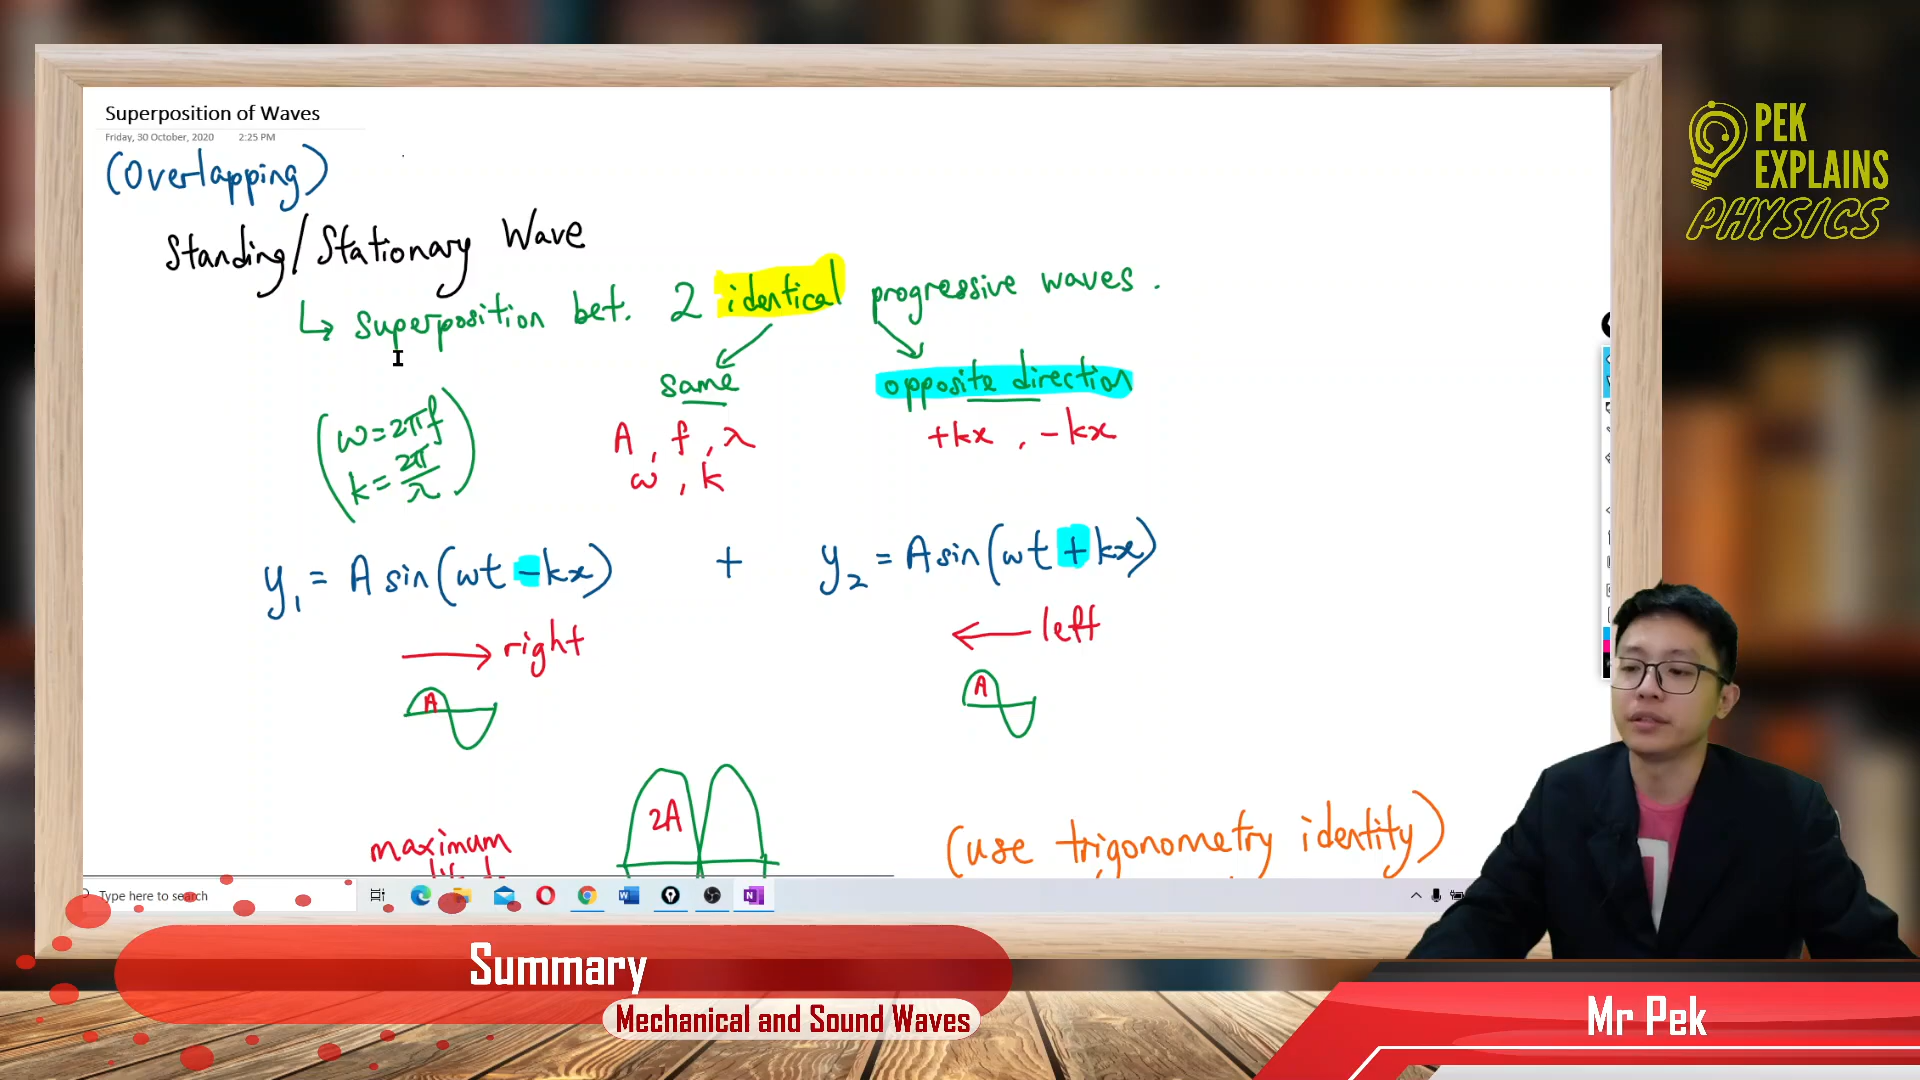 Superposition of Waves
Friday, 30 October, 2020 2:25 PM
(Overlapping)
Standing/Stationary Wave
↳ superposition bet. 2 identical progressive waves.
same
opposite direction
A, f, λ
ω, k
+kx, -kx
(ω=2πf
k=2π/λ)
y₁ = A sin(ωt - kx) + y₂ = A sin(ωt + kx)
→ right
← left
A
A
2A
maximum
(use trigonometry identity)
Type here to search
PEK
EXPLAINS
PHYSICS
Summary
Mechanical and Sound Waves
Mr Pek